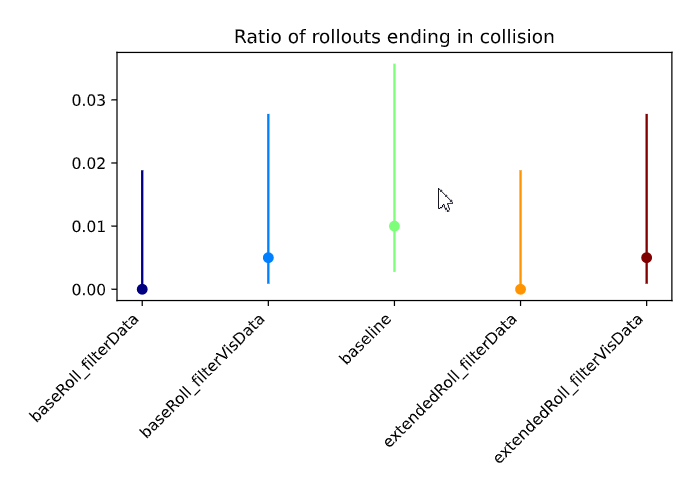 Ratio of rollouts ending in collision
0.03
0.02
0.01
0.00
baseRoll_filterData
baseRoll_filterVisData
baseline
extendedRoll_filterData
extendedRoll_filterVisData